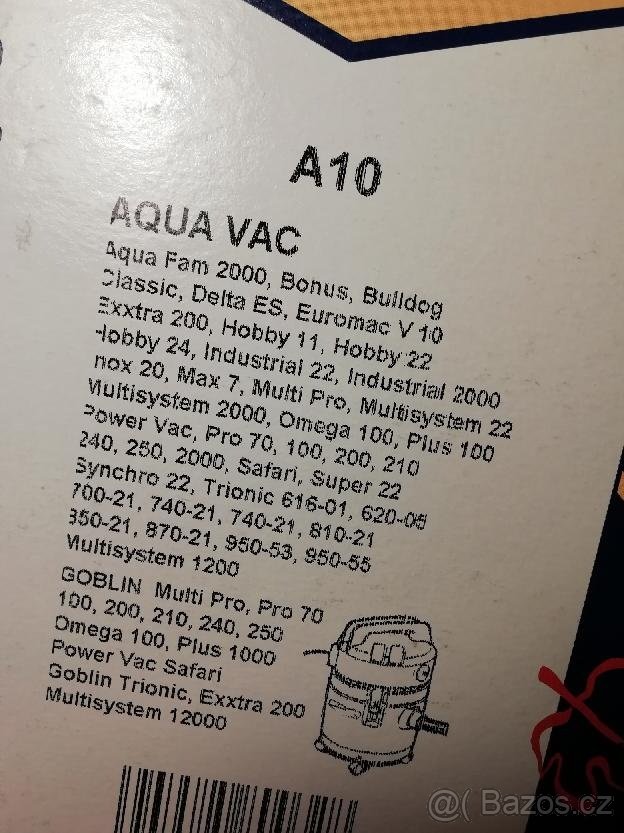 A10
AQUA VAC
Aqua Fam 2000, Bonus, Bulldog
Classic, Delta ES, Euromac V 10
Exxtra 200, Hobby 11, Hobby 22
Hobby 24, Industrial 22, Industrial 2000
Inox 20, Max 7, Multi Pro, Multisystem 22
Multisystem 2000, Omega 100, Plus 100
Power Vac, Pro 70, 100, 200, 210
240, 250, 2000, Safari, Super 22
Synchro 22, Trionic 616-01, 620-05
700-21, 740-21, 740-21, 810-21
850-21, 870-21, 950-53, 950-55
Multisystem 1200
GOBLIN Multi Pro, Pro 70
100, 200, 210, 240, 250
Omega 100, Plus 1000
Power Vac Safari
Goblin Trionic, Exxtra 200
Multisystem 12000
@( Bazos.cz